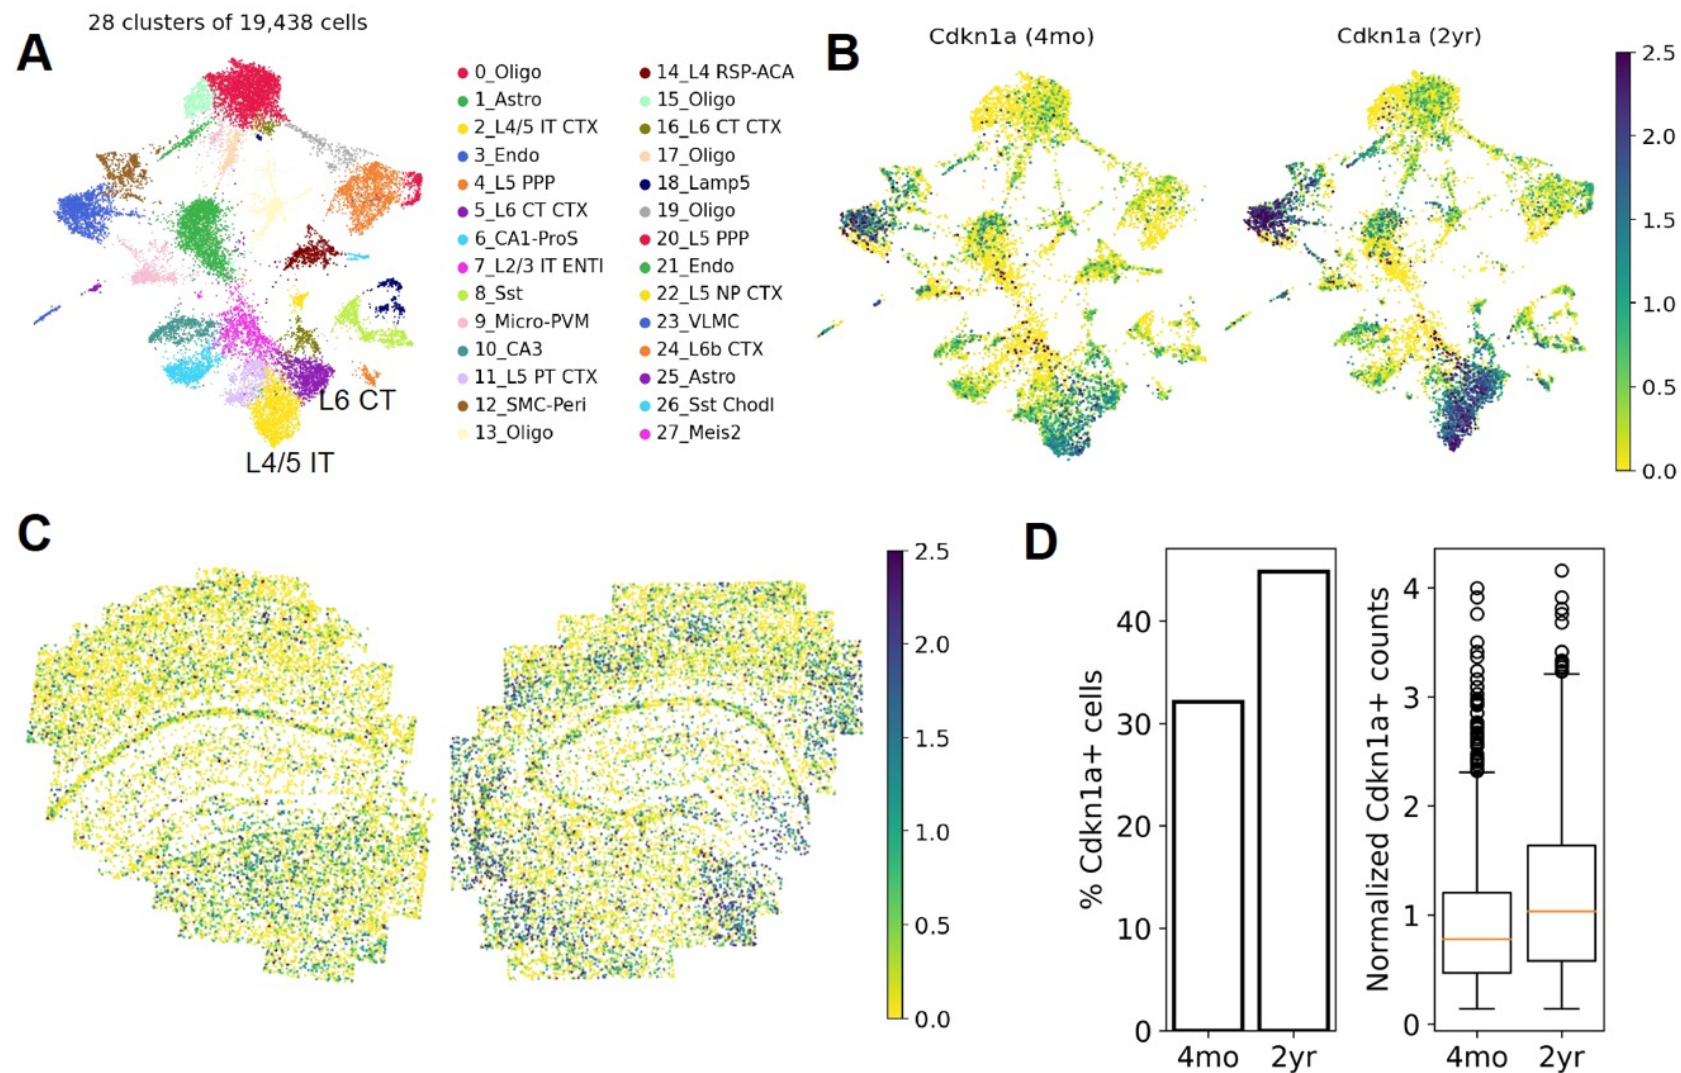 A
28 clusters of 19,438 cells
0_Oligo
1_Astro
2_L4/5 IT CTX
3_Endo
4_L5 PPP
5_L6 CT CTX
6_CA1-ProS
7_L2/3 IT ENTl
8_Sst
9_Micro-PVM
10_CA3
11_L5 PT CTX
12_SMC-Peri
13_Oligo
14_L4 RSP-ACA
15_Oligo
16_L6 CT CTX
17_Oligo
18_Lamp5
19_Oligo
20_L5 PPP
21_Endo
22_L5 NP CTX
23_VLMC
24_L6b CTX
25_Astro
26_Sst Chodl
27_Meis2
L6 CT
L4/5 IT
B
Cdkn1a (4mo)
Cdkn1a (2yr)
2.5
2.0
1.5
1.0
0.5
0.0
C
2.5
2.0
1.5
1.0
0.5
0.0
D
% Cdkn1a+ cells
40
30
20
10
0
4mo
2yr
Normalized Cdkn1a+ counts
4
3
2
1
0
4mo
2yr